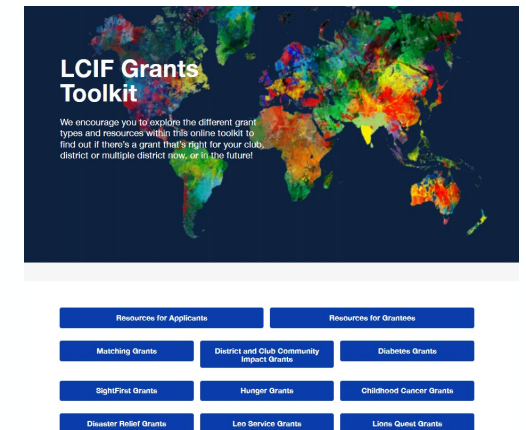 LCIF Grants
Toolkit
We encourage you to explore the different grant
types and resources within this online toolkit to
find out if there's a grant that's right for your club,
district or multiple district now, or in the future!
Resources for Applicants
Resources for Grantees
Matching Grants
District and Club Community
Impact Grants
Diabetes Grants
SightFirst Grants
Hunger Grants
Childhood Cancer Grants
Disaster Relief Grants
Leo Service Grants
Lions Quest Grants